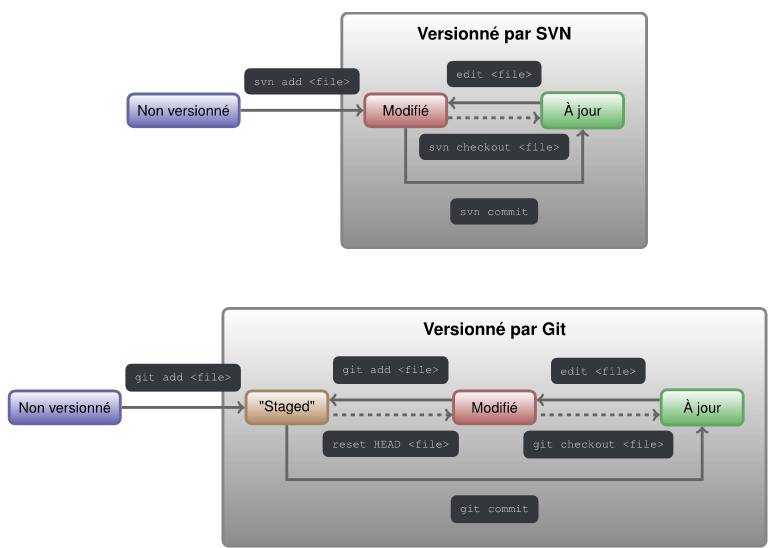 Versionné par SVN
svn add <file>
edit <file>
Non versionné
Modifié
À jour
svn checkout <file>
svn commit
Versionné par Git
git add <file>
git add <file>
edit <file>
Non versionné
"Staged"
Modifié
À jour
reset HEAD <file>
git checkout <file>
git commit